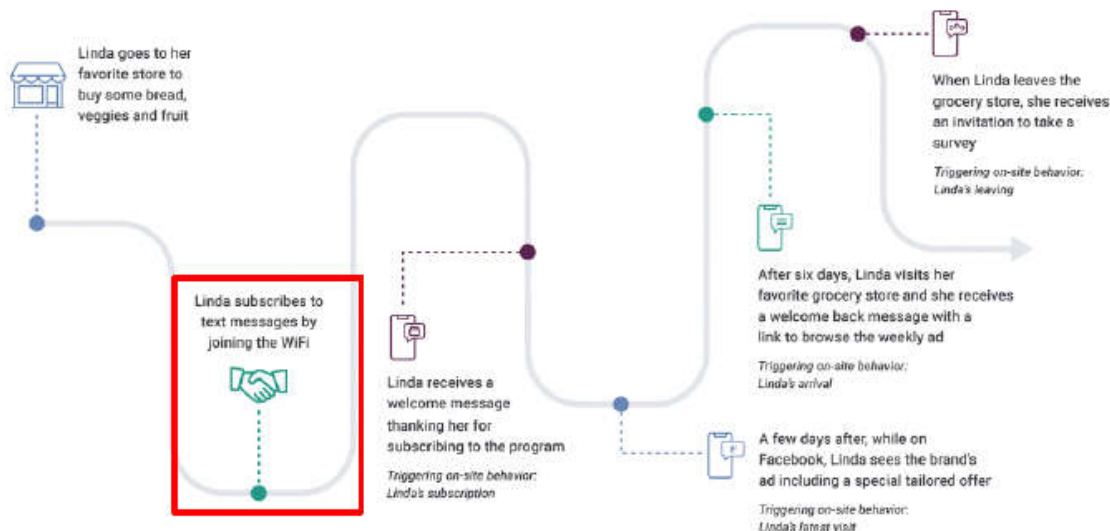 Linda goes to her
favorite store to
buy some bread,
veggies and fruit
Linda subscribes to
text messages by
joining the WiFi
Linda receives a
welcome message
thanking her for
subscribing to the program
Triggering on-site behavior:
Linda's subscription
A few days after, while on
Facebook, Linda sees the brand's
ad including a special tailored offer
Triggering on-site behavior:
Linda's latest visit
After six days, Linda visits her
favorite grocery store and she receives
a welcome back message with a
link to browse the weekly ad
Triggering on-site behavior:
Linda's arrival
When Linda leaves the
grocery store, she receives
an invitation to take a
survey
Triggering on-site behavior:
Linda's leaving